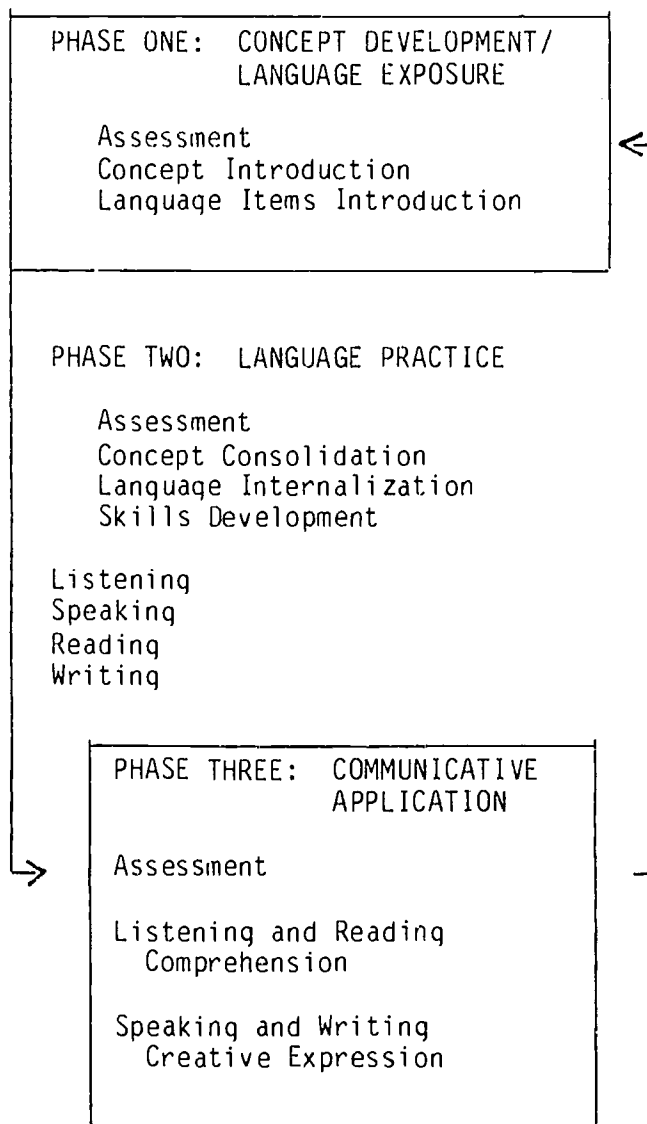 PHASE ONE: CONCEPT DEVELOPMENT/
LANGUAGE EXPOSURE
Assessment
Concept Introduction
Language Items Introduction
PHASE TWO: LANGUAGE PRACTICE
Assessment
Concept Consolidation
Language Internalization
Skills Development
Listening
Speaking
Reading
Writing
PHASE THREE: COMMUNICATIVE
APPLICATION
Assessment
Listening and Reading
Comprehension
Speaking and Writing
Creative Expression